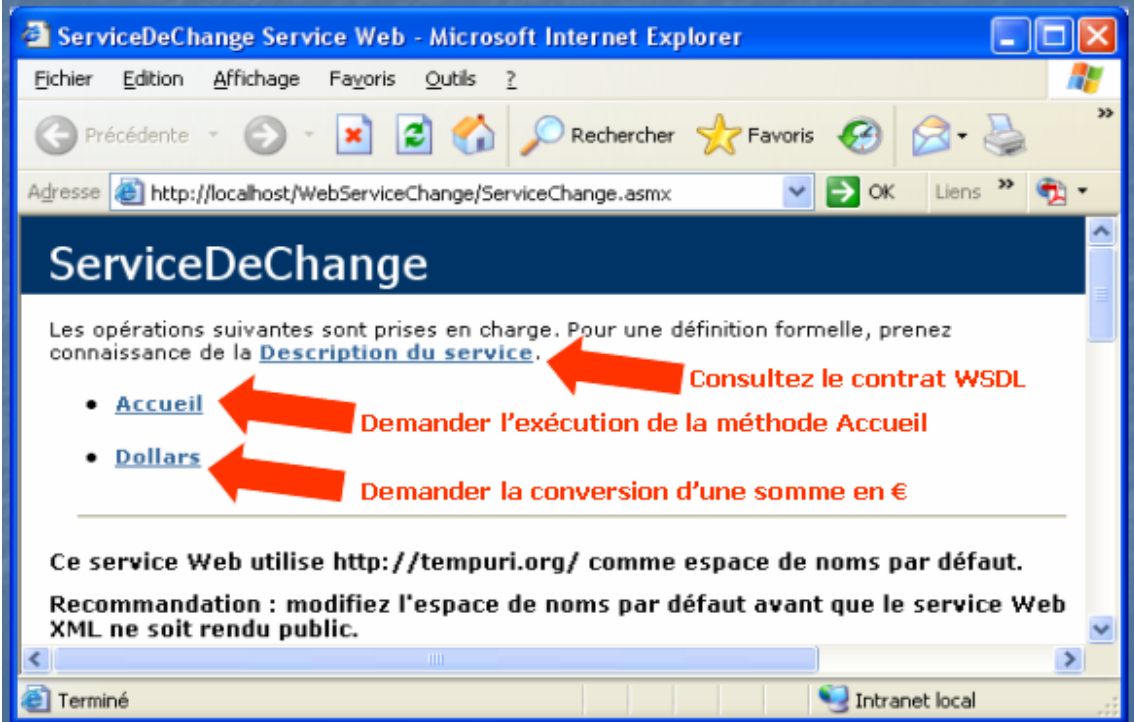 ServiceDeChange Service Web - Microsoft Internet Explorer
Fichier Edition Affichage Favoris Outils ?
Précédente Rechercher Favoris »
Adresse http://localhost/WebServiceChange/ServiceChange.asmx OK Liens »
ServiceDeChange
Les opérations suivantes sont prises en charge. Pour une définition formelle, prenez
connaissance de la Description du service.
Consultez le contrat WSDL
• Accueil
Demander l'exécution de la méthode Accueil
• Dollars
Demander la conversion d'une somme en €
Ce service Web utilise http://tempuri.org/ comme espace de noms par défaut.
Recommandation : modifiez l'espace de noms par défaut avant que le service Web
XML ne soit rendu public.
Terminé Intranet local